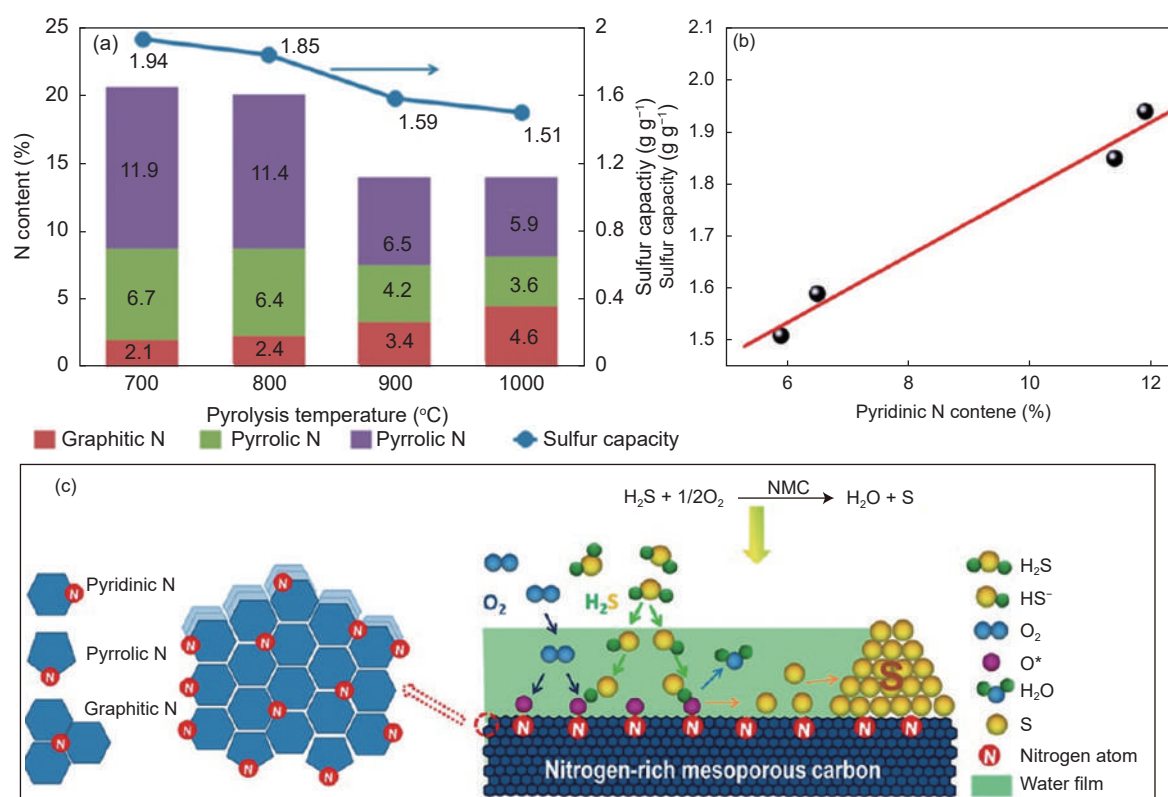 (a)
25
20
15
10
5
0
N content (%)
2
1.6
1.2
0.8
0.4
0
Sulfur capactiy (g g⁻¹)
1.94
1.85
1.59
1.51
11.9
11.4
6.5
5.9
6.7
6.4
4.2
3.6
2.1
2.4
3.4
4.6
700 800 900 1000
Pyrolysis temperature (°C)
Graphitic N Pyrrolic N Pyrrolic N Sulfur capacity
(b)
2.1
2.0
1.9
1.8
1.7
1.6
1.5
Sulfur capacity (g g⁻¹)
6 8 10 12
Pyridinic N contene (%)
(c)
H₂S + 1/2O₂ NMC H₂O + S
Pyridinic N
N
Pyrrolic N
N
Graphitic N
N
N
N
N
N
N
N
N
N
N
N
N
N
N
O₂
H₂S
S
N N N N N N N N
Nitrogen-rich mesoporous carbon
H₂S
HS⁻
O₂
O*
H₂O
S
N Nitrogen atom
Water film